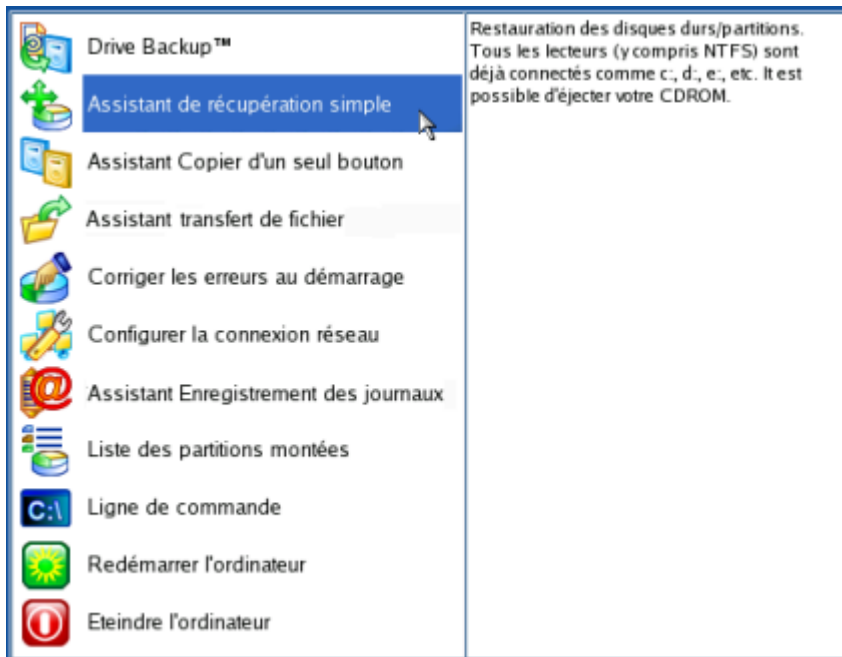 Drive Backup™
Assistant de récupération simple
Assistant Copier d'un seul bouton
Assistant transfert de fichier
Corriger les erreurs au démarrage
Configurer la connexion réseau
Assistant Enregistrement des journaux
Liste des partitions montées
C:\ Ligne de commande
Redémarrer l'ordinateur
Eteindre l'ordinateur
Restauration des disques durs/partitions.
Tous les lecteurs (y compris NTFS) sont
déjà connectés comme c:, d:, e:, etc. It est
possible d'éjecter votre CDROM.